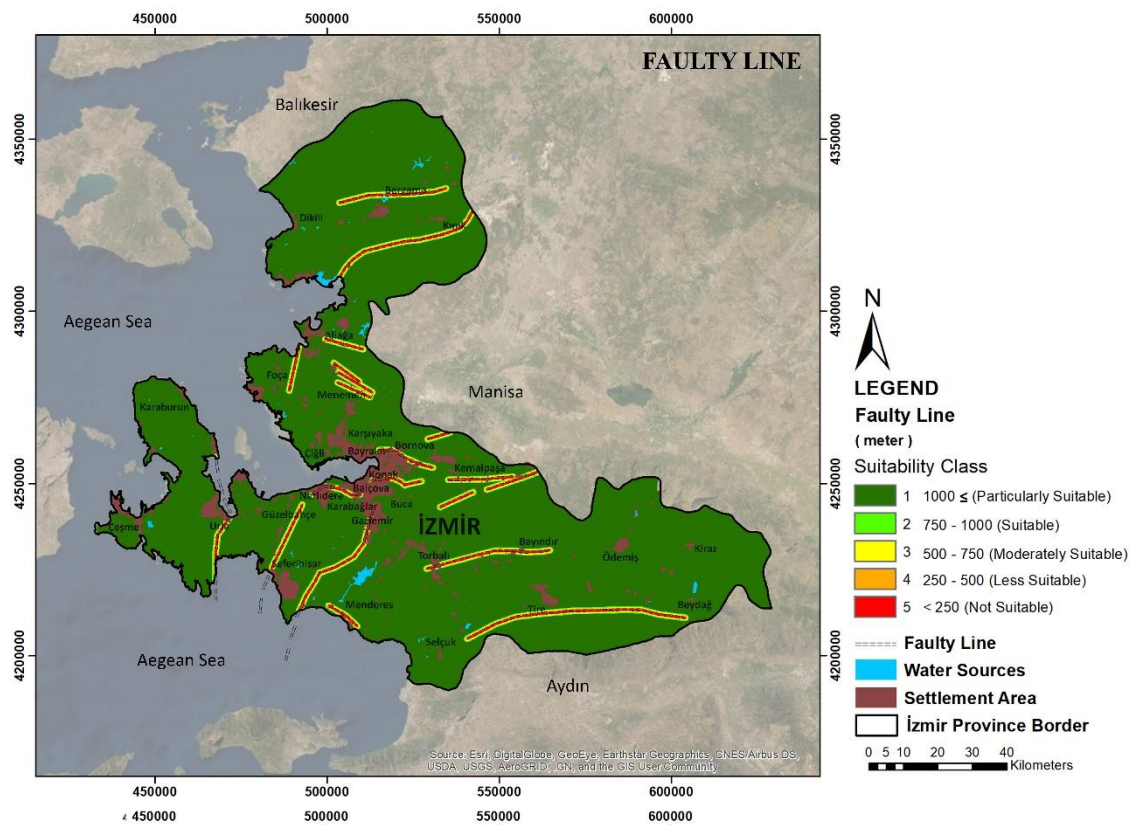 450000 500000 550000 600000
FAULTY LINE
Balıkesir
4350000
4350000
Bergama
Dikili
Kınık
4300000
4300000
Aegean Sea
Aliağa
Foça
Manisa
Menemen
Karaburun
Karşıyaka
Bornova
Çiğli
Bayraklı
Kemalpaşa
4250000
4250000
Konak
Balçova
Narlıdere
Buca
Karabağlar
Güzelbahçe
Gaziemir
Çeşme
Urla
İZMİR
Bayındır
Torbalı
Ödemiş
Kiraz
Seferihisar
Menderes
Tire
Beydağ
Selçuk
4200000
4200000
Aegean Sea
Aydın
Source: Esri, DigitalGlobe, GeoEye, Earthstar Geographics, CNES/Airbus DS,
USDA, USGS, AeroGRID, IGN, and the GIS User Community
450000 500000 550000 600000
N
LEGEND
Faulty Line
( meter )
Suitability Class
1 1000 ≤ (Particularly Suitable)
2 750 - 1000 (Suitable)
3 500 - 750 (Moderately Suitable)
4 250 - 500 (Less Suitable)
5 < 250 (Not Suitable)
Faulty Line
Water Sources
Settlement Area
İzmir Province Border
0 5 10 20 30 40
Kilometers